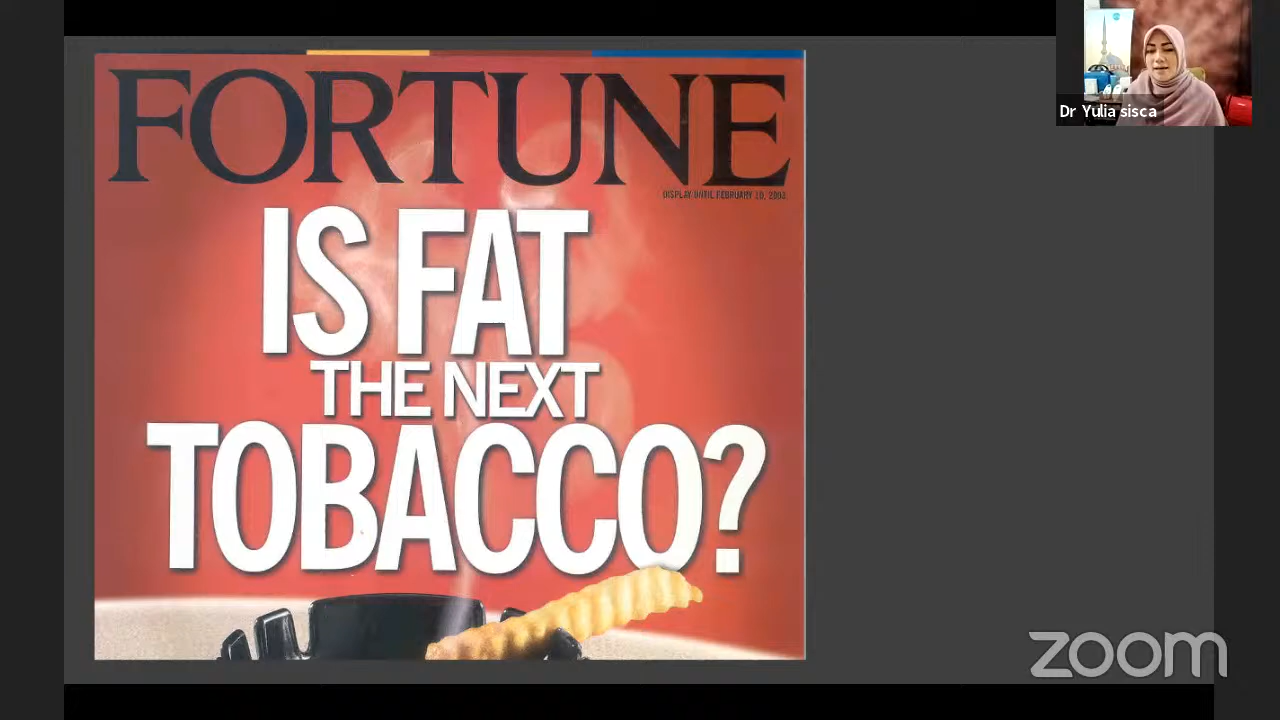 FORTUNE
DISPLAY UNTIL FEBRUARY 10, 2003
IS FAT
THE NEXT
TOBACCO?
Dr Yulia sisca
zoom